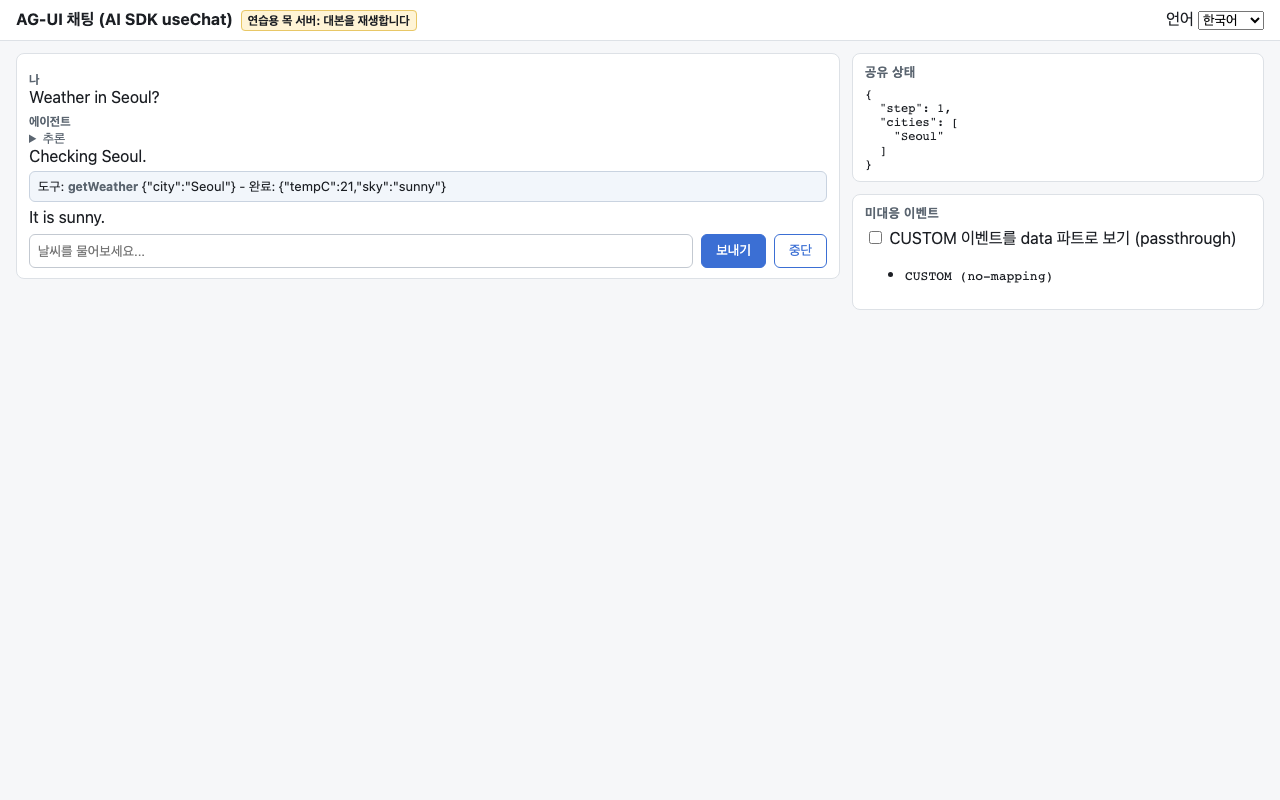 AG-UI 채팅 (AI SDK useChat)
연습용 목 서버: 대본을 재생합니다
언어 한국어
나
Weather in Seoul?
에이전트
▶ 추론
Checking Seoul.
도구: getWeather {"city":"Seoul"} - 완료: {"tempC":21,"sky":"sunny"}
It is sunny.
날씨를 물어보세요...
보내기
중단
공유 상태
{
  "step": 1,
  "cities": [
    "Seoul"
  ]
}
미대응 이벤트
CUSTOM 이벤트를 data 파트로 보기 (passthrough)
• CUSTOM (no-mapping)